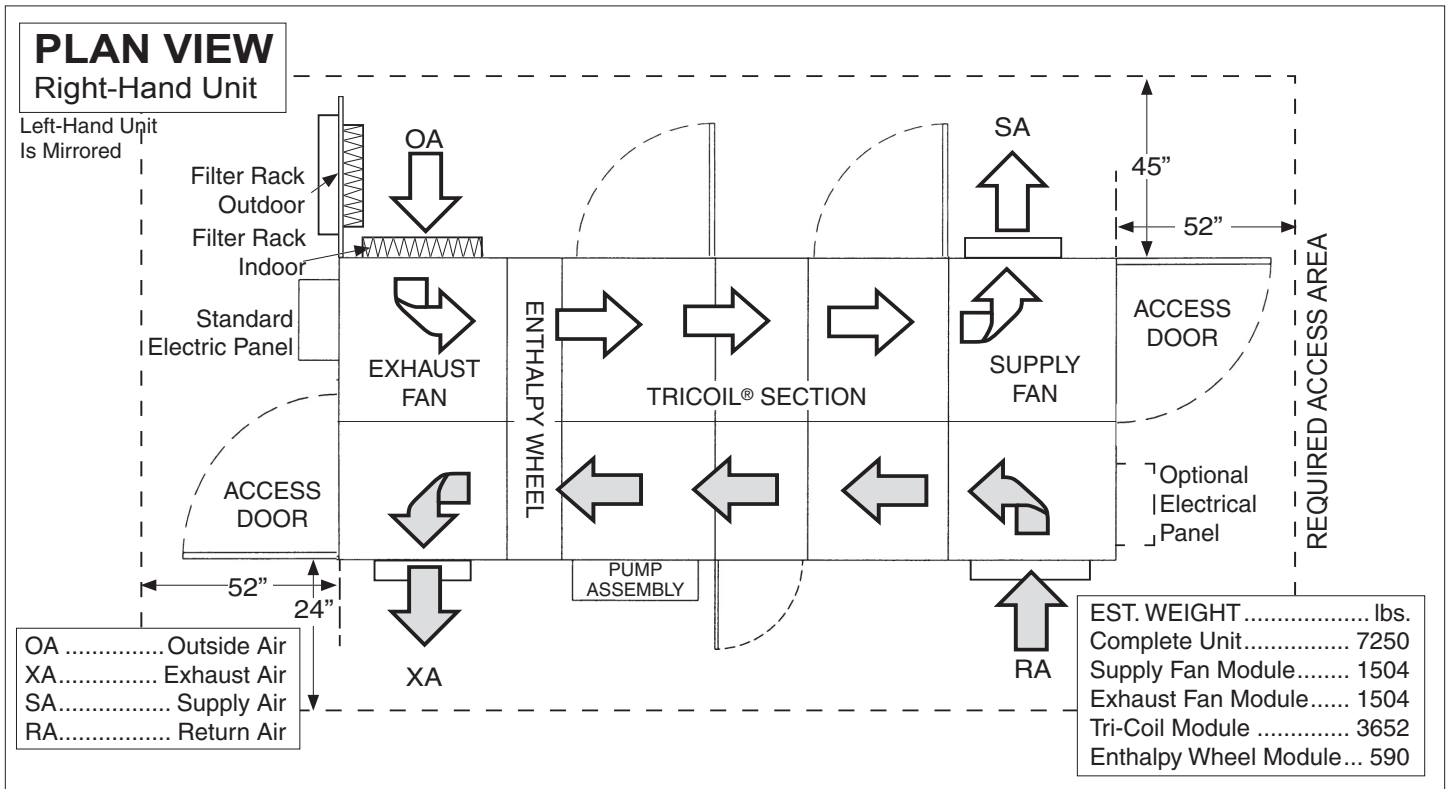 PLAN VIEW
Right-Hand Unit
Left-Hand Unit
Is Mirrored
Filter Rack
Outdoor
Filter Rack
Indoor
Standard
Electric Panel
OA
SA
45”
52”
REQUIRED ACCESS AREA
EXHAUST
FAN
ENTHALPY WHEEL
TRICOIL® SECTION
SUPPLY
FAN
ACCESS
DOOR
ACCESS
DOOR
Optional
Electrical
Panel
PUMP
ASSEMBLY
52”
24”
XA
RA
OA ............... Outside Air
XA................ Exhaust Air
SA................. Supply Air
RA................. Return Air
EST. WEIGHT ................... lbs.
Complete Unit................ 7250
Supply Fan Module........ 1504
Exhaust Fan Module...... 1504
Tri-Coil Module .............. 3652
Enthalpy Wheel Module... 590